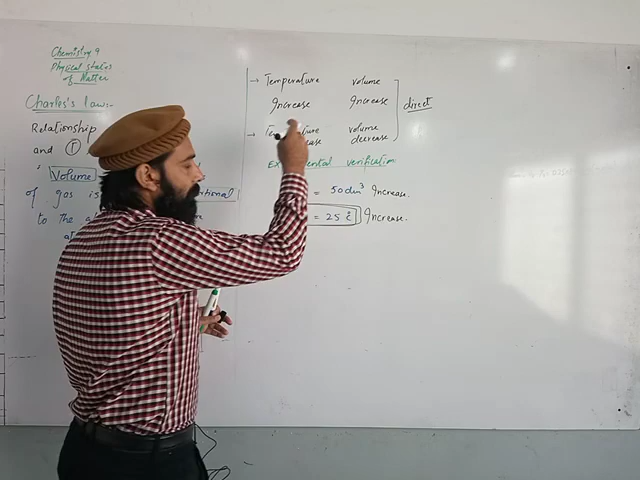 Chemistry 9
Physical states
of Matter
Charles's Law:
Relationship
and (T)
Volume
of gas is
to the
→ Temperature volume
Increase Increase
direct
→ volume
decrease
verification
= 50dm³ Increase.
= 25 Increase.